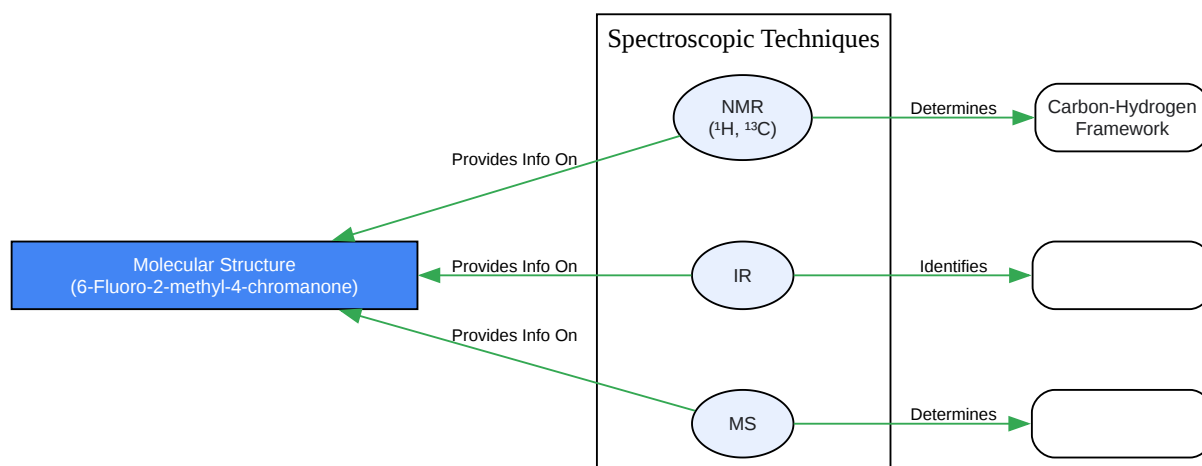 Spectroscopic Techniques
NMR
(¹H, ¹³C)
Determines
Carbon-Hydrogen
Framework
Provides Info On
Molecular Structure
(6-Fluoro-2-methyl-4-chromanone)
Provides Info On
IR
Identifies
Provides Info On
MS
Determines